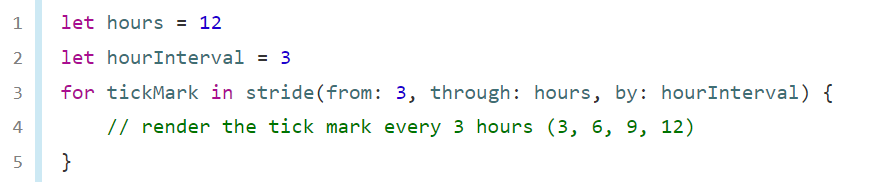 1 let hours = 12
2 let hourInterval = 3
3 for tickMark in stride(from: 3, through: hours, by: hourInterval) {
4     // render the tick mark every 3 hours (3, 6, 9, 12)
5 }